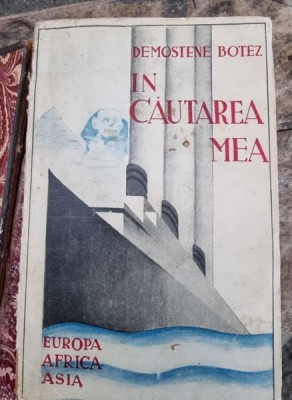 DEMOSTENE BOTEZ
IN
CĂUTAREA
MEA
EUROPA
AFRICA
ASIA